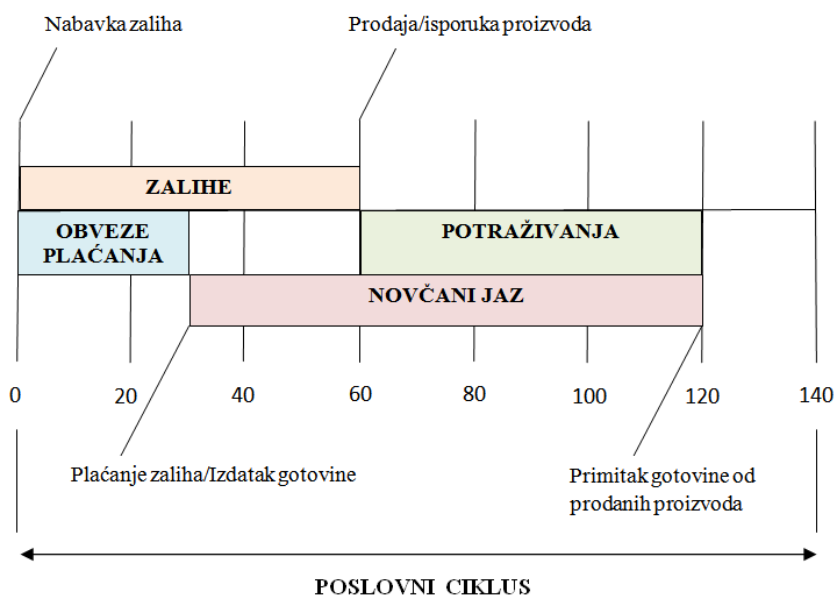 Nabavka zaliha
Prodaja/isporuka proizvoda
ZALIHE
OBVEZE
PLAĆANJA
POTRAŽIVANJA
NOVČANI JAZ
0
20
40
60
80
100
120
140
Plaćanje zaliha/Izdatak gotovine
Primitak gotovine od
prodanih proizvoda
POSLOVNI CIKLUS